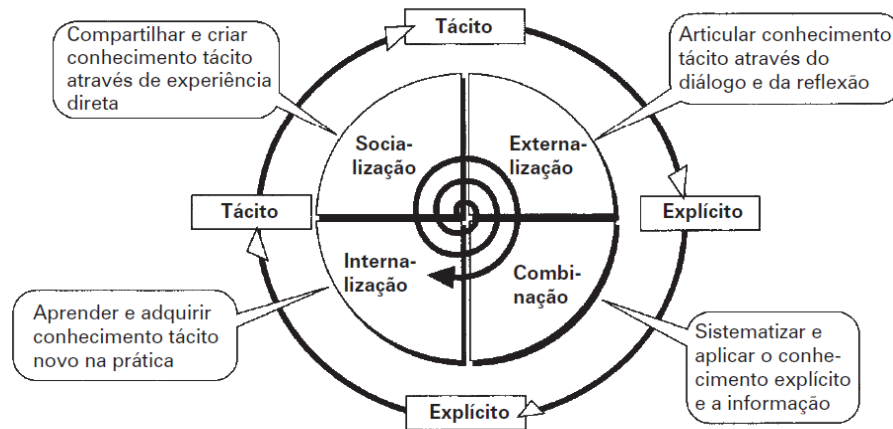 Tácito
Compartilhar e criar
conhecimento tácito
através de experiência
direta
Articular conhecimento
tácito através do
diálogo e da reflexão
Socia-
lização
Externa-
lização
Tácito
Explícito
Interna-
lização
Combi-
nação
Aprender e adquirir
conhecimento tácito
novo na prática
Sistematizar e
aplicar o conhe-
cimento explícito
e a informação
Explícito